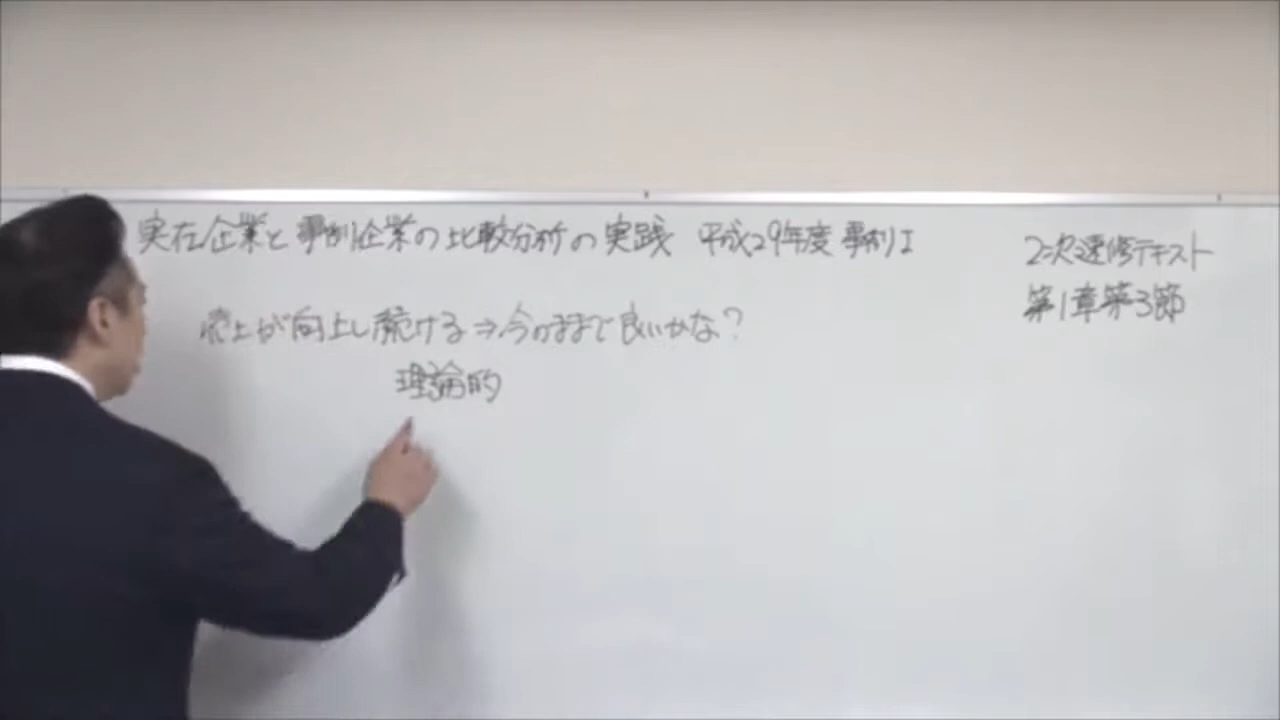 実在企業と事例企業の比較分析の実践 平成29年度 事例I
売上が向上し続ける⇒今のままで良いかな?
理論的
2次速修テキスト
第1章第3節